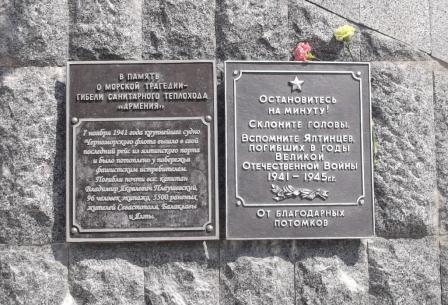 В ПАМЯТЬ
О МОРСКОЙ ТРАГЕДИИ-
ГИБЕЛИ САНИТАРНОГО ТЕПЛОХОДА
«АРМЕНИЯ»
7 ноября 1941 года крупнейшее судно
Черноморского флота вышло в свой
последний рейс из ялтинского порта
и было потоплено у побережья
фашистским истребителем.
Погибли почти все: капитан
Владимир Яковлевич Плаушевский,
96 человек экипажа, 5500 раненых,
жителей Севастополя, Балаклавы
и Ялты.
ОСТАНОВИТЕСЬ
НА МИНУТУ!
СКЛОНИТЕ ГОЛОВЫ.
ВСПОМНИТЕ ЯЛТИНЦЕВ,
ПОГИБШИХ В ГОДЫ
ВЕЛИКОЙ
ОТЕЧЕСТВЕННОЙ ВОЙНЫ
1941 – 1945гг.
ОТ БЛАГОДАРНЫХ
ПОТОМКОВ